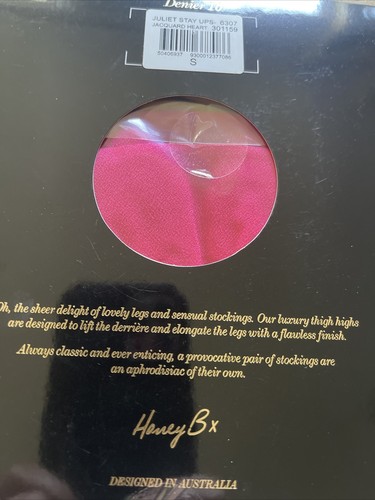 Denier 10
JULIET STAY UPS- 6307
JACQUARD HEART 301159
9300012377086
S
Oh, the sheer delight of lovely legs and sensual stockings. Our luxury thigh highs
are designed to lift the derrière and elongate the legs with a flawless finish.
Always classic and ever enticing, a provocative pair of stockings are
an aphrodisiac of their own.
Honey B x
DESIGNED IN AUSTRALIA